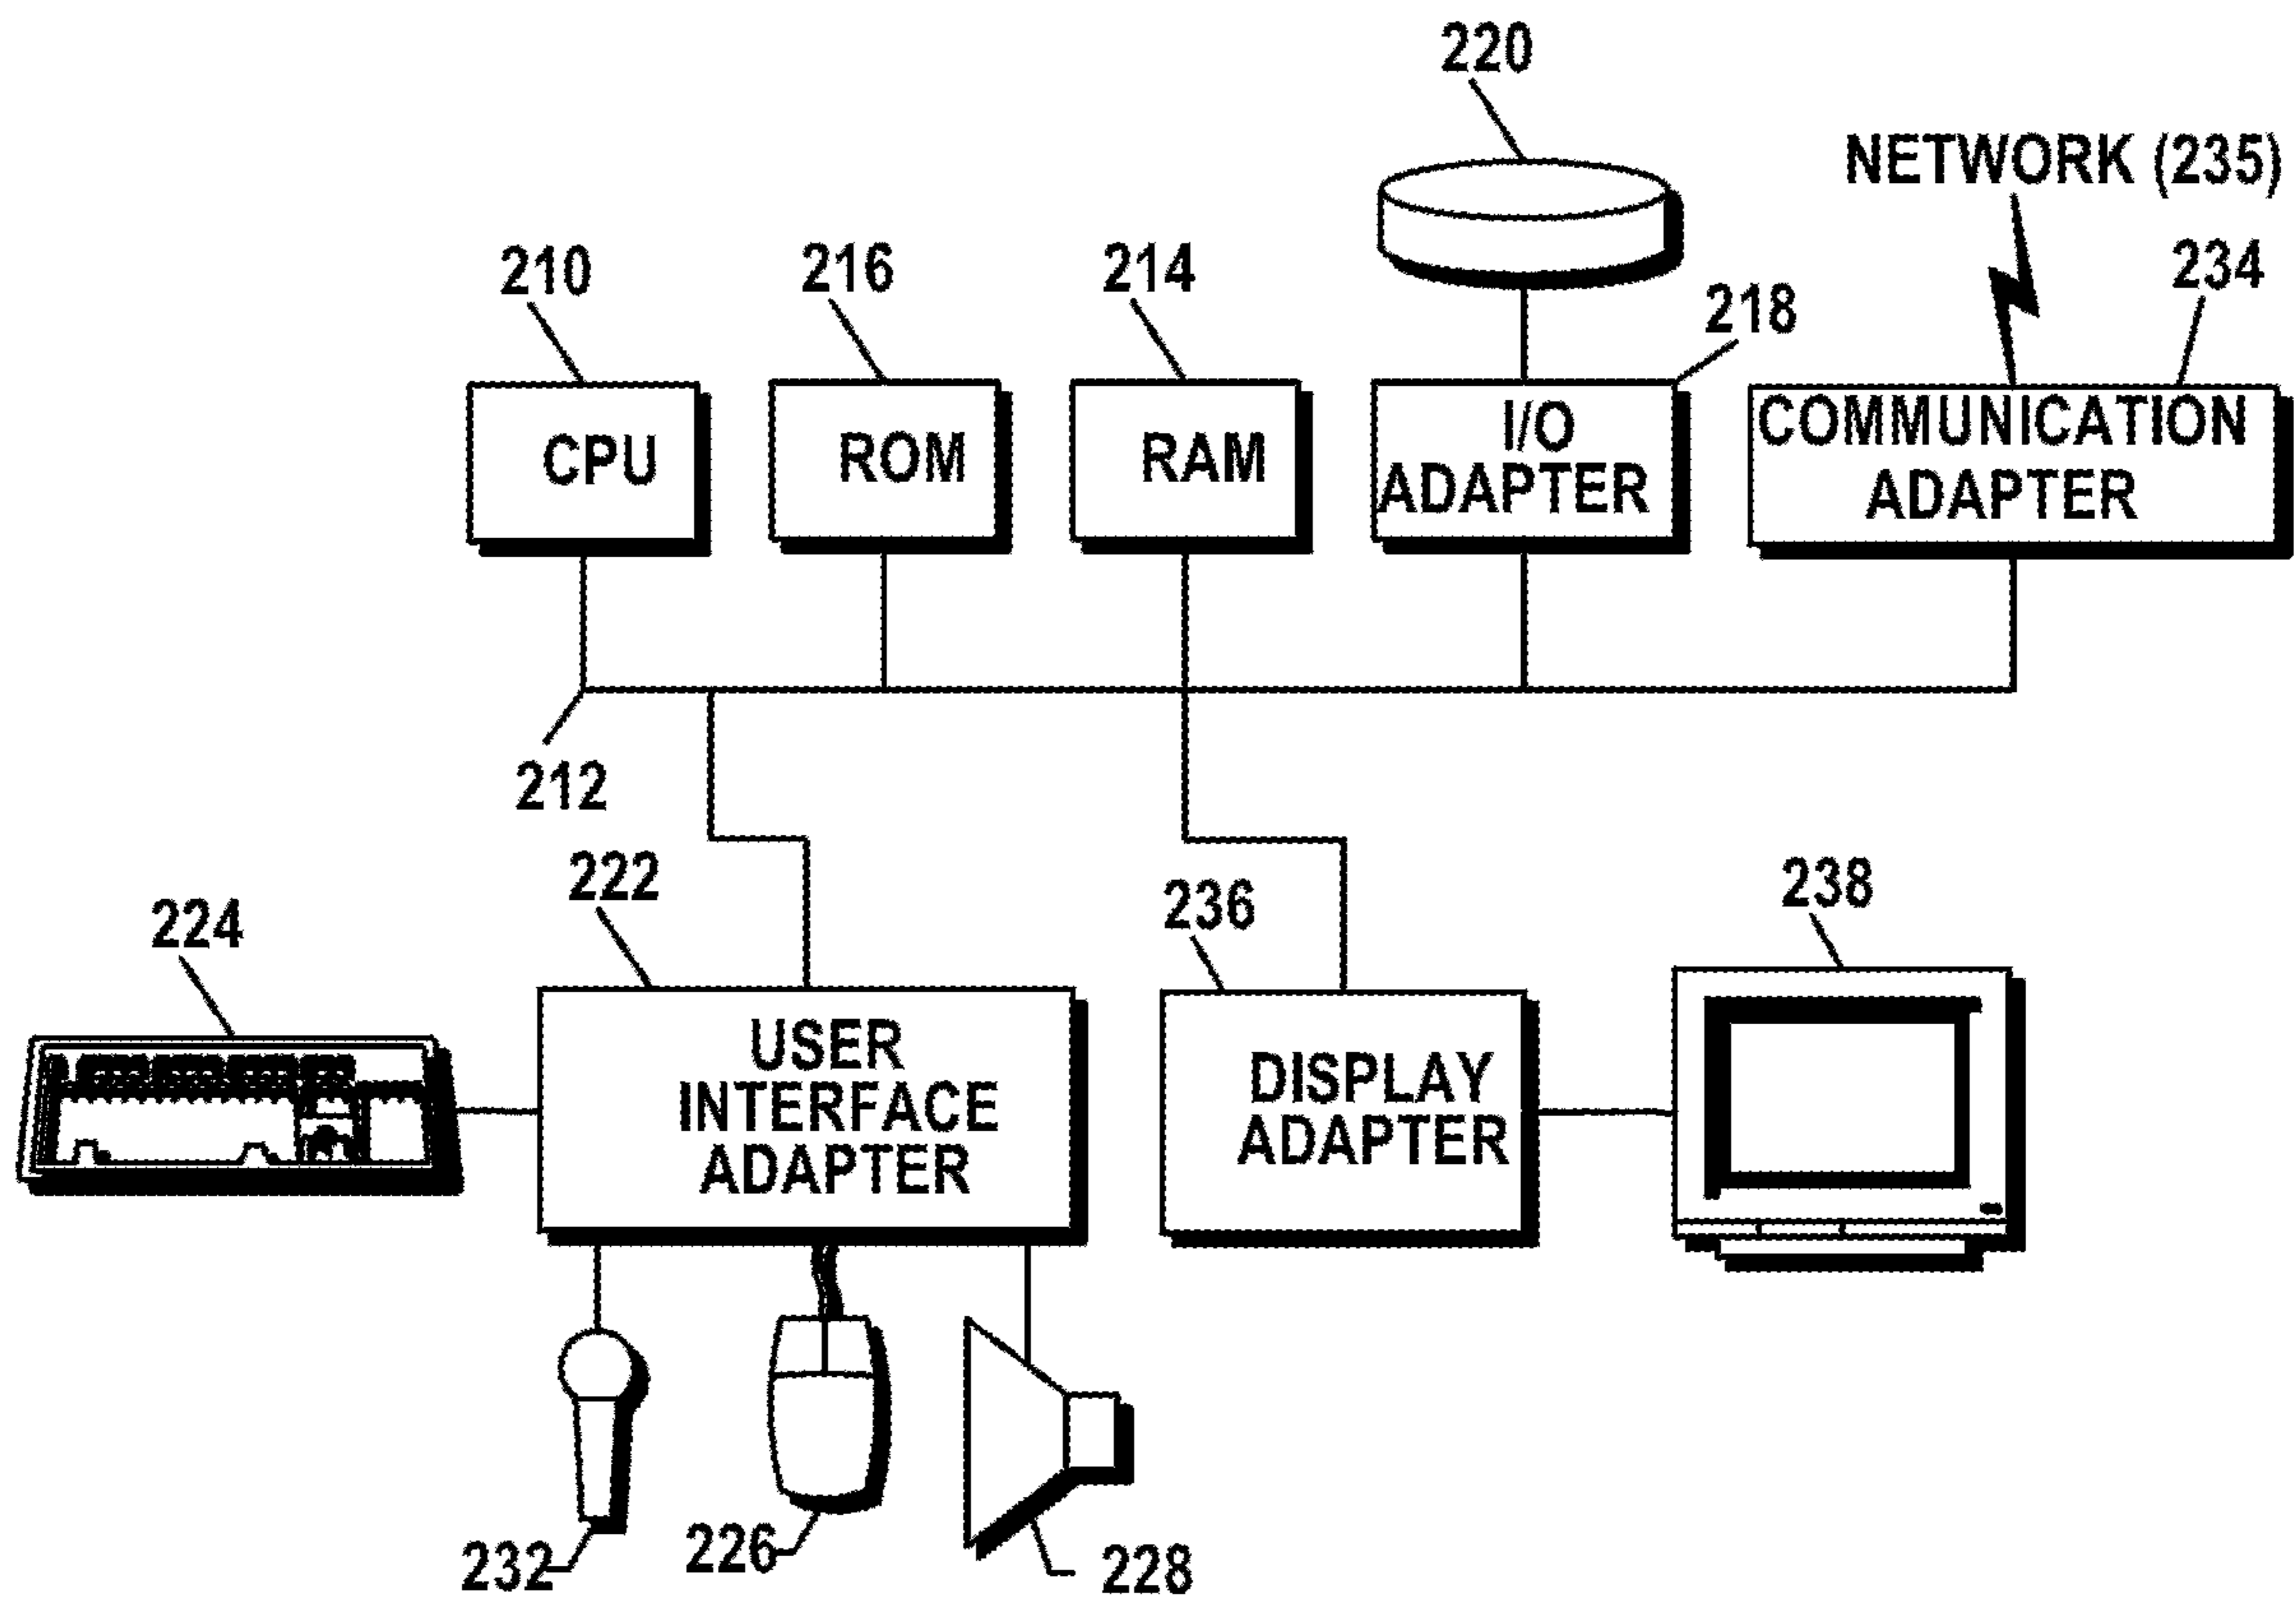 220
NETWORK (235)
210
216
214
218
234
CPU
ROM
RAM
I/O
ADAPTER
COMMUNICATION
ADAPTER
212
222
236
238
224
USER
INTERFACE
ADAPTER
DISPLAY
ADAPTER
232
226
228